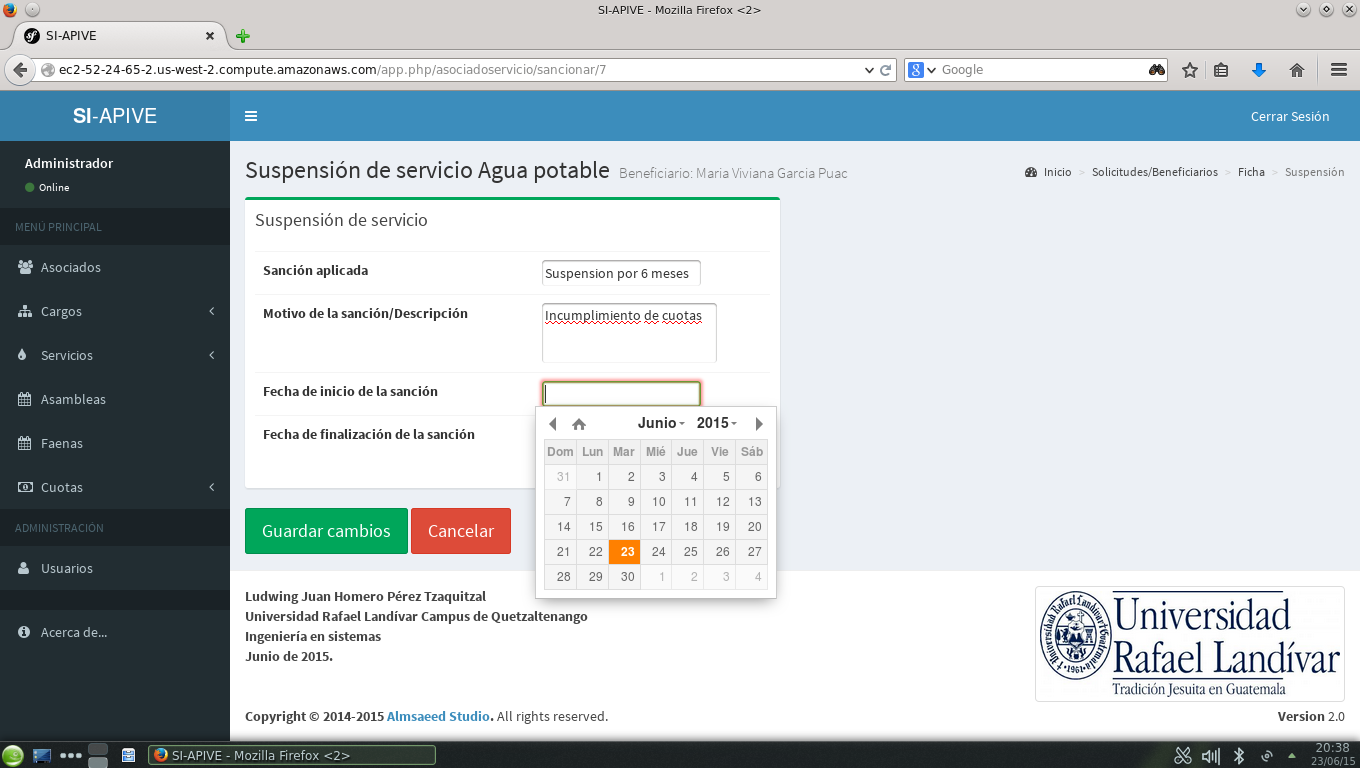 SI-APIVE - Mozilla Firefox <2>
SI-APIVE
ec2-52-24-65-2.us-west-2.compute.amazonaws.com/app.php/asociadoservicio/sancionar/7
Google
SI-APIVE
Cerrar Sesión
Administrador
Online
MENÚ PRINCIPAL
Asociados
Cargos
Servicios
Asambleas
Faenas
Cuotas
ADMINISTRACIÓN
Usuarios
Acerca de...
Suspensión de servicio Agua potable Beneficiario: Maria Viviana Garcia Puac
Inicio > Solicitudes/Beneficiarios > Ficha > Suspensión
Suspensión de servicio
Sanción aplicada
Suspension por 6 meses
Motivo de la sanción/Descripción
Incumplimiento de cuotas
Fecha de inicio de la sanción
Fecha de finalización de la sanción
Junio 2015
Dom Lun Mar Mié Jue Vie Sáb
31 1 2 3 4 5 6
7 8 9 10 11 12 13
14 15 16 17 18 19 20
21 22 23 24 25 26 27
28 29 30 1 2 3 4
Guardar cambios
Cancelar
Ludwing Juan Homero Pérez Tzaquitzal
Universidad Rafael Landívar Campus de Quetzaltenango
Ingeniería en sistemas
Junio de 2015.
Universidad
Rafael Landívar
Tradición Jesuita en Guatemala
Copyright © 2014-2015 Almsaeed Studio. All rights reserved.
Version 2.0
SI-APIVE - Mozilla Firefox <2>
20:38
23/06/15